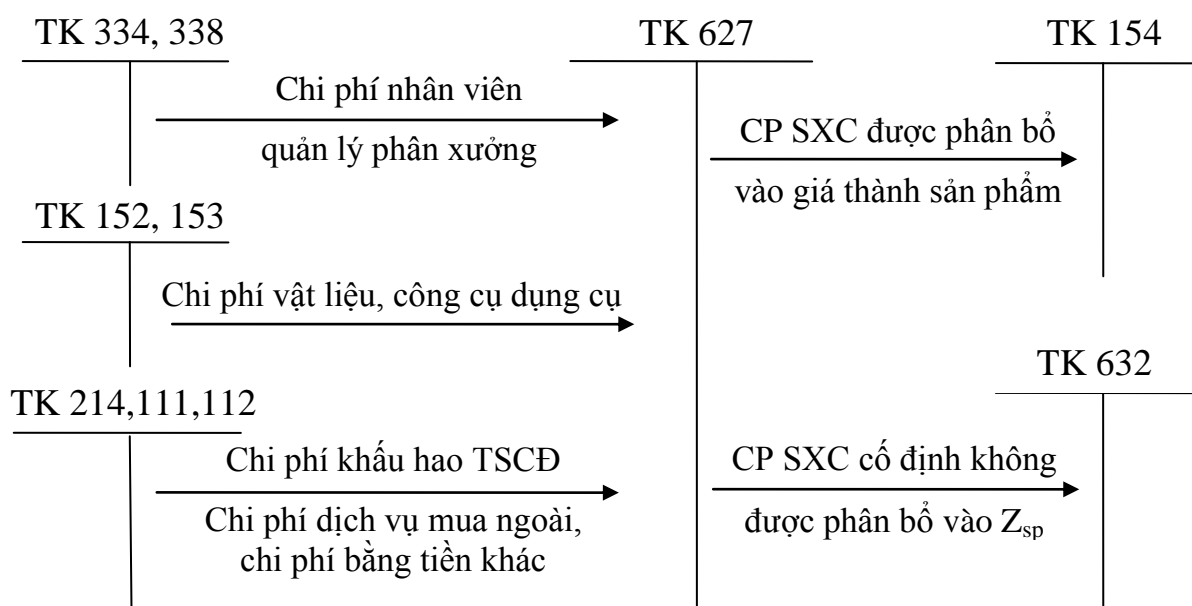 TK 334, 338
TK 627
TK 154
Chi phí nhân viên
quản lý phân xưởng
CP SXC được phân bổ
vào giá thành sản phẩm
TK 152, 153
Chi phí vật liệu, công cụ dụng cụ
TK 632
TK 214,111,112
Chi phí khấu hao TSCĐ
Chi phí dịch vụ mua ngoài,
chi phí bằng tiền khác
CP SXC cố định không
được phân bổ vào Zsp